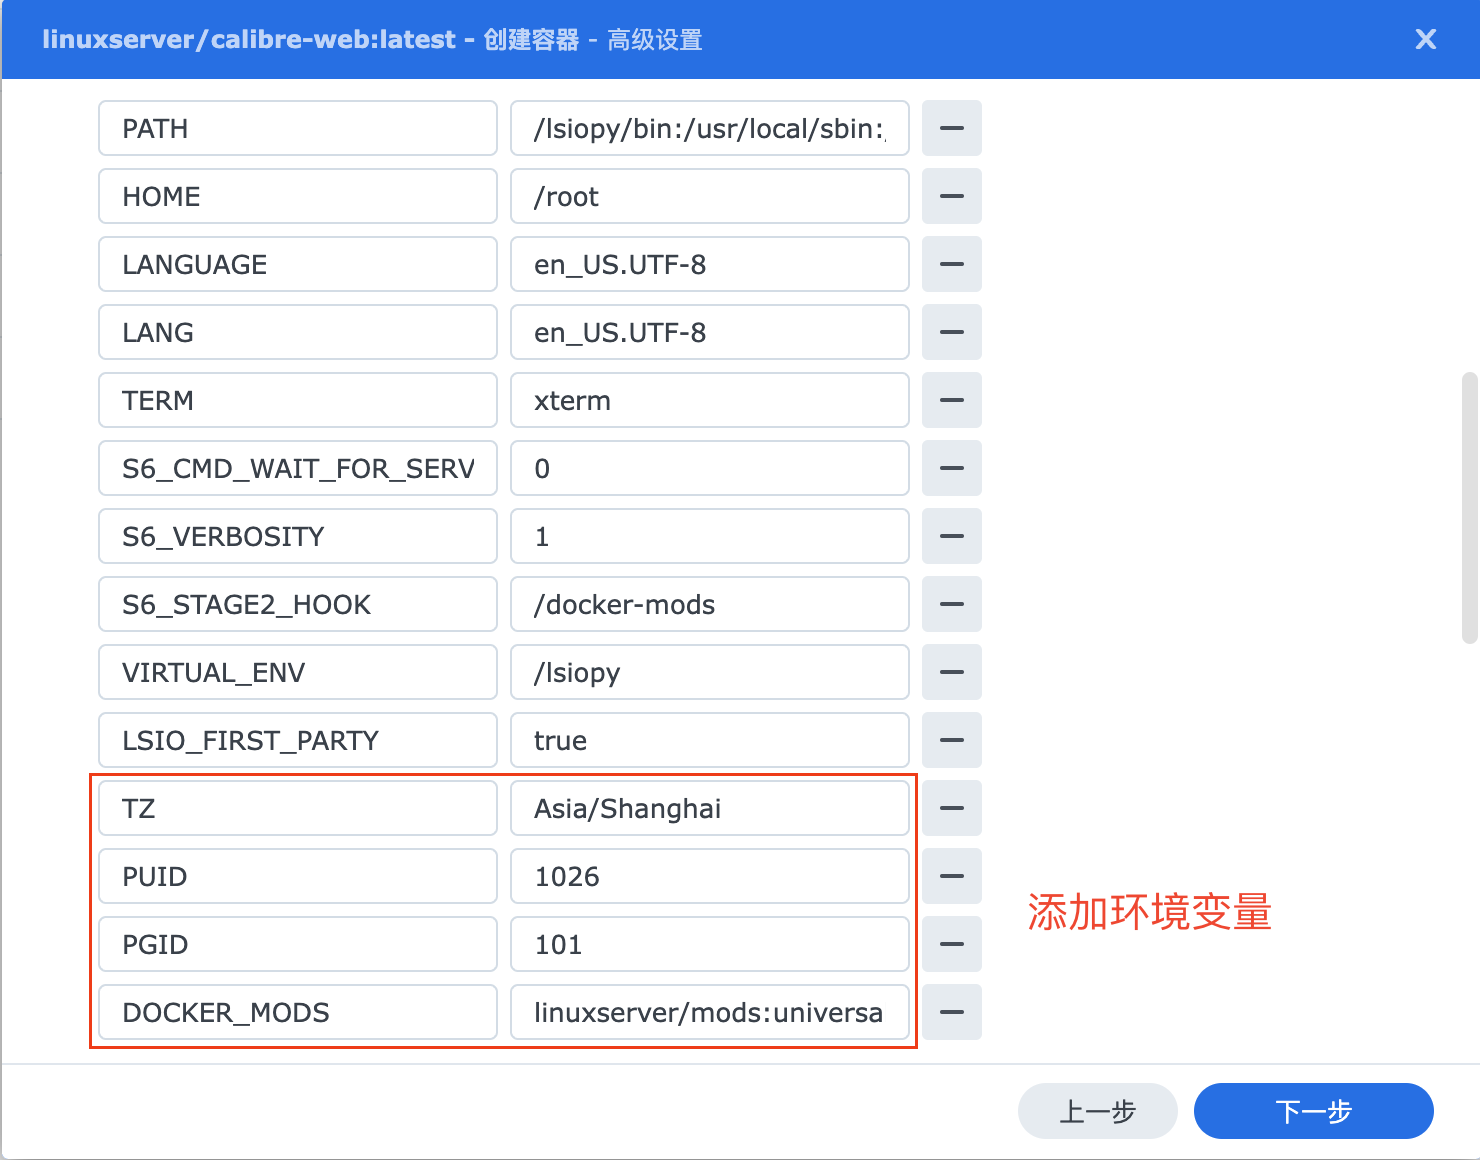 linuxserver/calibre-web:latest - 创建容器 - 高级设置
PATH /lsiopy/bin:/usr/local/sbin:
HOME /root
LANGUAGE en_US.UTF-8
LANG en_US.UTF-8
TERM xterm
S6_CMD_WAIT_FOR_SERV 0
S6_VERBOSITY 1
S6_STAGE2_HOOK /docker-mods
VIRTUAL_ENV /lsiopy
LSIO_FIRST_PARTY true
TZ Asia/Shanghai
PUID 1026
PGID 101
DOCKER_MODS linuxserver/mods:universa
添加环境变量
上一步 下一步